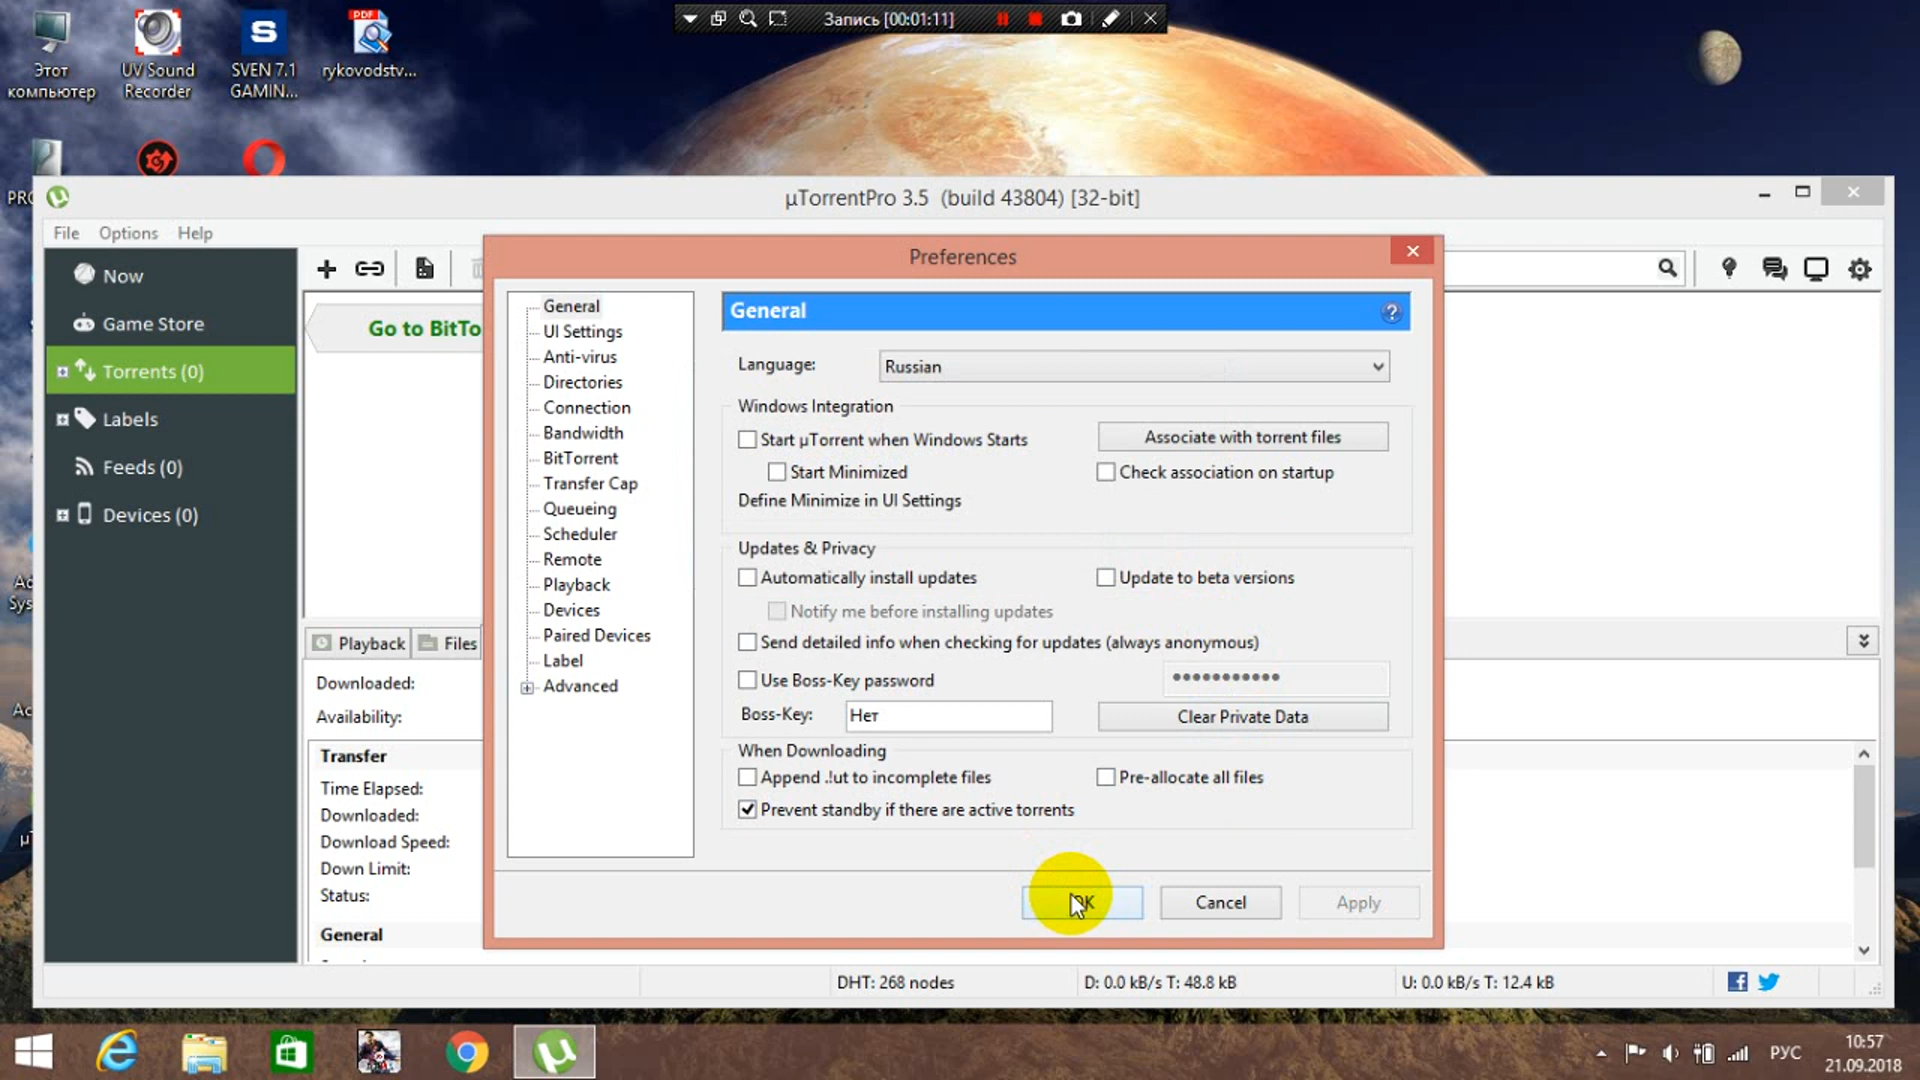 Запись [00:01:11]
Этот компьютер
UV Sound Recorder
SVEN 7.1 GAMIN...
PDF
rykovodstv...
µTorrentPro 3.5 (build 43804) [32-bit]
File Options Help
Now
Game Store
Torrents (0)
Labels
Feeds (0)
Devices (0)
Go to BitTo
Playback Files
Downloaded:
Availability:
Transfer
Time Elapsed:
Downloaded:
Download Speed:
Down Limit:
Status:
General
Preferences
General
UI Settings
Anti-virus
Directories
Connection
Bandwidth
BitTorrent
Transfer Cap
Queueing
Scheduler
Remote
Playback
Devices
Paired Devices
Label
Advanced
General
Language: Russian
Windows Integration
Start µTorrent when Windows Starts
Associate with torrent files
Start Minimized
Check association on startup
Define Minimize in UI Settings
Updates & Privacy
Automatically install updates
Update to beta versions
Notify me before installing updates
Send detailed info when checking for updates (always anonymous)
Use Boss-Key password
Boss-Key: Нет
Clear Private Data
When Downloading
Append .!ut to incomplete files
Pre-allocate all files
Prevent standby if there are active torrents
OK Cancel Apply
DHT: 268 nodes
D: 0.0 kB/s T: 48.8 kB
U: 0.0 kB/s T: 12.4 kB
РУС
10:57
21.09.2018